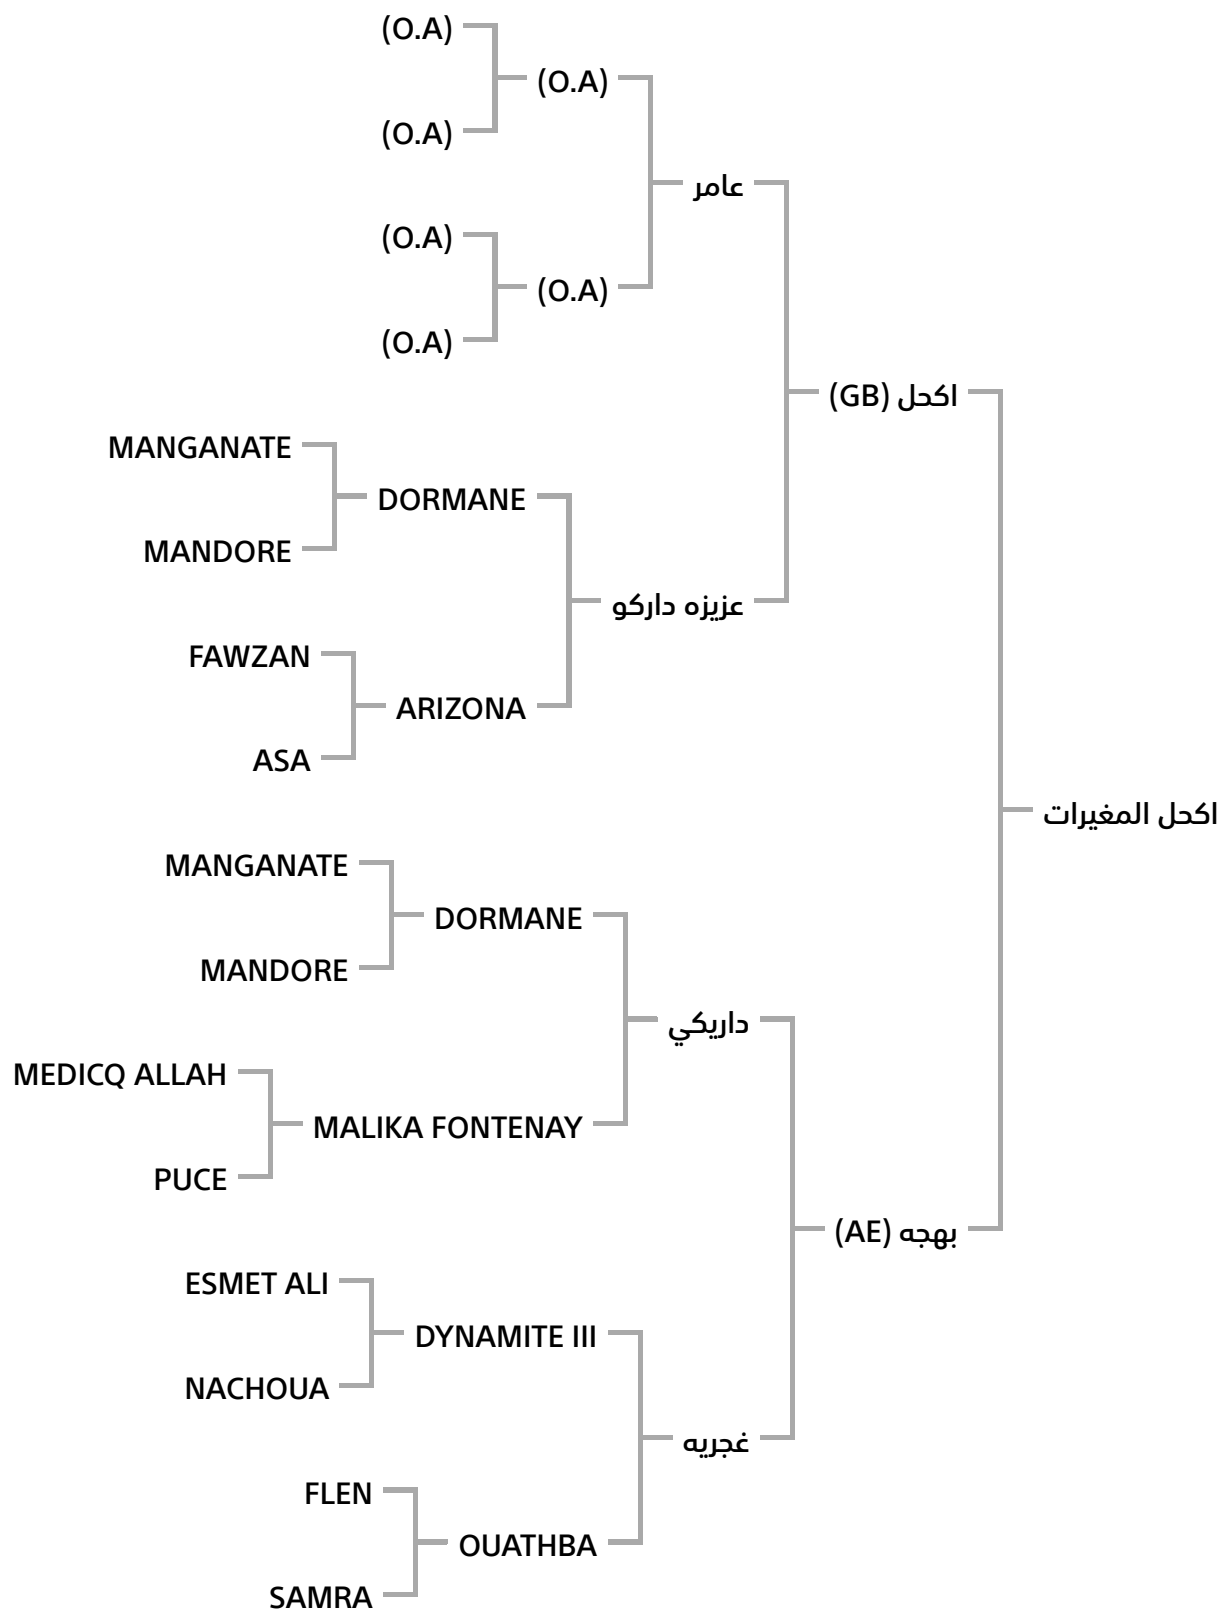 (O.A)
(O.A)
(O.A)
عامر
(O.A)
(O.A)
(O.A)
اكحل (GB)
MANGANATE
DORMANE
MANDORE
عزيزه داركو
FAWZAN
ARIZONA
ASA
اكحل المغيرات
MANGANATE
DORMANE
MANDORE
داريكي
MEDICQ ALLAH
MALIKA FONTENAY
PUCE
بهجه (AE)
ESMET ALI
DYNAMITE III
NACHOUA
غجريه
FLEN
OUATHBA
SAMRA